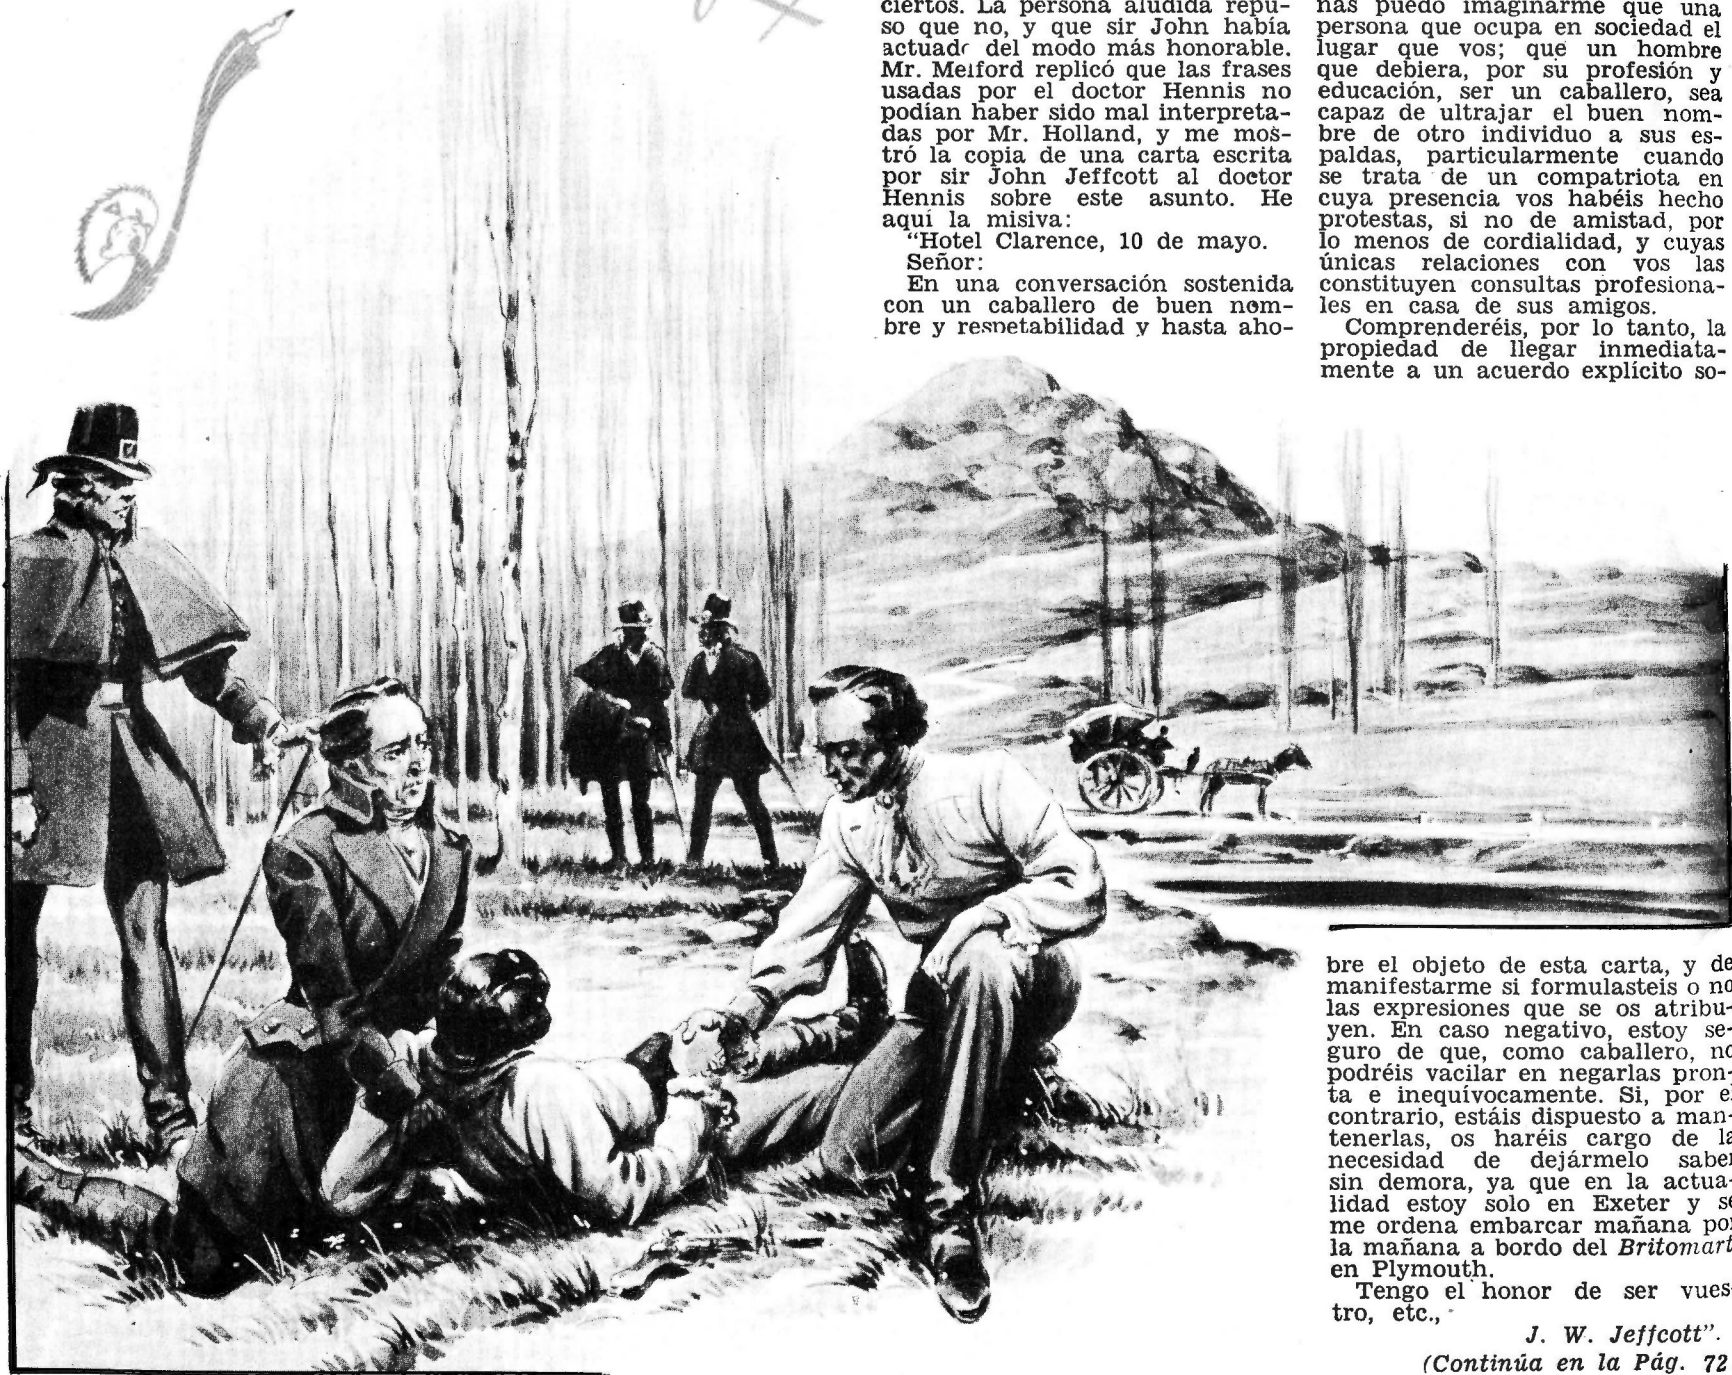 ciertos. La persona aludida repu-
so que no, y que sir John había
actuado del modo más honorable.
Mr. Melford replicó que las frases
usadas por el doctor Hennis no
podían haber sido mal interpreta-
das por Mr. Holland, y me mos-
tró la copia de una carta escrita
por sir John Jeffcott al doctor
Hennis sobre este asunto. He
aquí la misiva:
"Hotel Clarence, 10 de mayo.
Señor:
En una conversación sostenida
con un caballero de buen nom-
bre y respetabilidad y hasta aho-
nas puedo imaginarme que una
persona que ocupa en sociedad el
lugar que vos; que un hombre
que debiera, por su profesión y
educación, ser un caballero, sea
capaz de ultrajar el buen nom-
bre de otro individuo a sus es-
paldas, particularmente cuando
se trata de un compatriota en
cuya presencia vos habéis hecho
protestas, si no de amistad, por
lo menos de cordialidad, y cuyas
únicas relaciones con vos las
constituyen consultas profesiona-
les en casa de sus amigos.
Comprenderéis, por lo tanto, la
propiedad de llegar inmediata-
mente a un acuerdo explícito so-
bre el objeto de esta carta, y de
manifestarme si formulasteis o no
las expresiones que se os atribu-
yen. En caso negativo, estoy se-
guro de que, como caballero, no
podréis vacilar en negarlas pron-
ta e inequívocamente. Si, por el
contrario, estáis dispuesto a man-
tenerlas, os haréis cargo de la
necesidad de dejármelo saber
sin demora, ya que en la actua-
lidad estoy solo en Exeter y se
me ordena embarcar mañana por
la mañana a bordo del Britomart
en Plymouth.
Tengo el honor de ser vues-
tro, etc.,
J. W. Jeffcott".
(Continúa en la Pág. 72